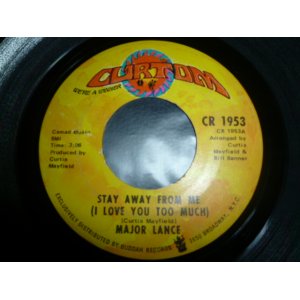 CURTOM
WE'RE A WINNER
CR 1953
Camad Music
BMI
Time: 2:06
Produced by
Curtis
Mayfield
CR 1953A
Arranged by
Curtis
Mayfield &
STAY AWAY FROM ME
(I LOVE YOU TOO MUCH)
(Curtis Mayfield)
MAJOR LANCE
EXCLUSIVELY DISTRIBUTED BY BUDDAH RECORDS 1650 BROADWAY, N.Y.C.